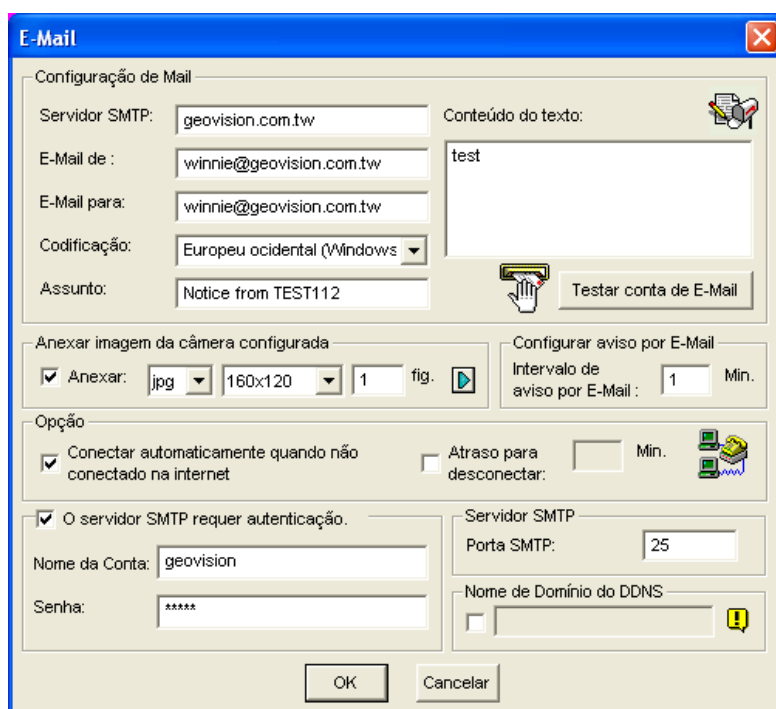 E-Mail
Configuração de Mail
Servidor SMTP: geovision.com.tw
E-Mail de : winnie@geovision.com.tw
E-Mail para: winnie@geovision.com.tw
Codificação: Europeu ocidental (Windows
Assunto: Notice from TEST112
Conteúdo do texto:
test
Testar conta de E-Mail
Anexar imagem da câmera configurada
Anexar: jpg 160x120 1 fig.
Configurar aviso por E-Mail
Intervalo de
aviso por E-Mail : 1 Min.
Opção
Conectar automaticamente quando não
conectado na internet
Atraso para
desconectar: Min.
O servidor SMTP requer autenticação.
Nome da Conta: geovision
Senha: *****
Servidor SMTP
Porta SMTP: 25
Nome de Domínio do DDNS
OK Cancelar